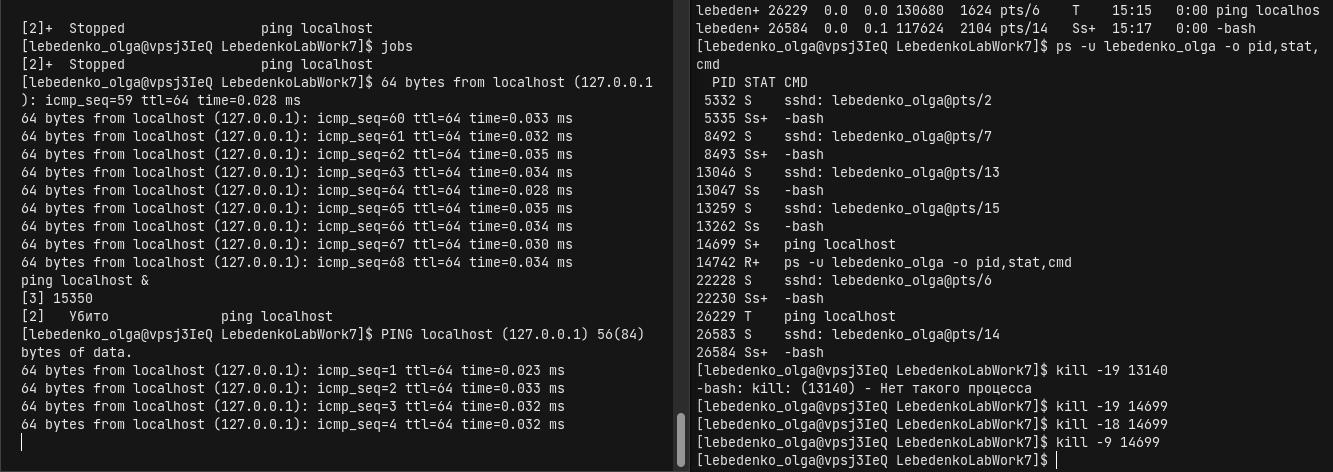 [2]+  Stopped                 ping localhost
[lebedenko_olga@vpsj3IeQ LebedenkoLabWork7]$ jobs
[2]+  Stopped                 ping localhost
[lebedenko_olga@vpsj3IeQ LebedenkoLabWork7]$ 64 bytes from localhost (127.0.0.1
): icmp_seq=59 ttl=64 time=0.028 ms
64 bytes from localhost (127.0.0.1): icmp_seq=60 ttl=64 time=0.033 ms
64 bytes from localhost (127.0.0.1): icmp_seq=61 ttl=64 time=0.032 ms
64 bytes from localhost (127.0.0.1): icmp_seq=62 ttl=64 time=0.035 ms
64 bytes from localhost (127.0.0.1): icmp_seq=63 ttl=64 time=0.034 ms
64 bytes from localhost (127.0.0.1): icmp_seq=64 ttl=64 time=0.028 ms
64 bytes from localhost (127.0.0.1): icmp_seq=65 ttl=64 time=0.035 ms
64 bytes from localhost (127.0.0.1): icmp_seq=66 ttl=64 time=0.034 ms
64 bytes from localhost (127.0.0.1): icmp_seq=67 ttl=64 time=0.030 ms
64 bytes from localhost (127.0.0.1): icmp_seq=68 ttl=64 time=0.034 ms
ping localhost &
[3] 15350
[2]   Убито              ping localhost
[lebedenko_olga@vpsj3IeQ LebedenkoLabWork7]$ PING localhost (127.0.0.1) 56(84)
bytes of data.
64 bytes from localhost (127.0.0.1): icmp_seq=1 ttl=64 time=0.023 ms
64 bytes from localhost (127.0.0.1): icmp_seq=2 ttl=64 time=0.033 ms
64 bytes from localhost (127.0.0.1): icmp_seq=3 ttl=64 time=0.032 ms
64 bytes from localhost (127.0.0.1): icmp_seq=4 ttl=64 time=0.032 ms
lebeden+ 26229  0.0  0.0 130680  1624 pts/6    T    15:15   0:00 ping localhos
lebeden+ 26584  0.0  0.1 117624  2104 pts/14   Ss+  15:17   0:00 -bash
[lebedenko_olga@vpsj3IeQ LebedenkoLabWork7]$ ps -u lebedenko_olga -o pid,stat,
cmd
  PID STAT CMD
 5332 S    sshd: lebedenko_olga@pts/2
 5335 Ss+  -bash
 8492 S    sshd: lebedenko_olga@pts/7
 8493 Ss+  -bash
13046 S    sshd: lebedenko_olga@pts/13
13047 Ss   -bash
13259 S    sshd: lebedenko_olga@pts/15
13262 Ss   -bash
14699 S+   ping localhost
14742 R+   ps -u lebedenko_olga -o pid,stat,cmd
22228 S    sshd: lebedenko_olga@pts/6
22230 Ss+  -bash
26229 T    ping localhost
26583 S    sshd: lebedenko_olga@pts/14
26584 Ss+  -bash
[lebedenko_olga@vpsj3IeQ LebedenkoLabWork7]$ kill -19 13140
-bash: kill: (13140) - Нет такого процесса
[lebedenko_olga@vpsj3IeQ LebedenkoLabWork7]$ kill -19 14699
[lebedenko_olga@vpsj3IeQ LebedenkoLabWork7]$ kill -18 14699
[lebedenko_olga@vpsj3IeQ LebedenkoLabWork7]$ kill -9 14699
[lebedenko_olga@vpsj3IeQ LebedenkoLabWork7]$